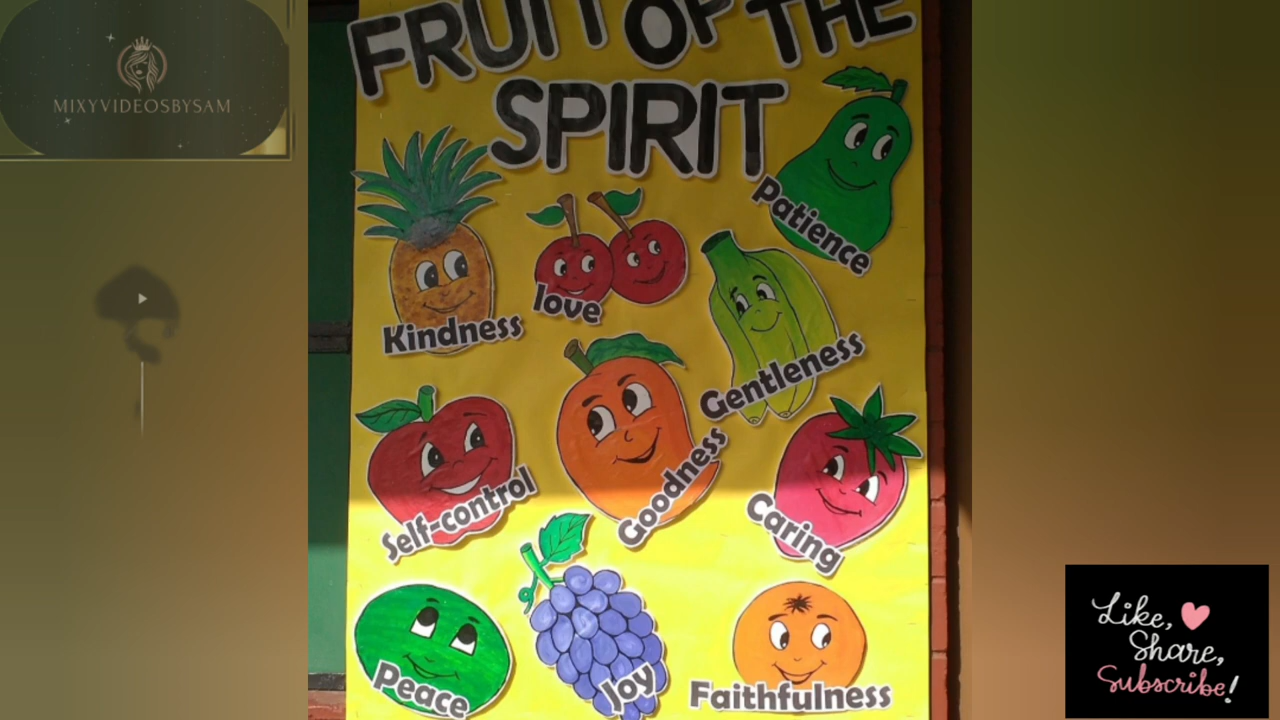 MIXYVIDEOSBYSAM
FRUIT OF THE
SPIRIT
Patience
Kindness
love
Gentleness
Self-control
Goodness
Caring
Peace
Joy
Faithfulness
Like,
Share,
Subscribe!